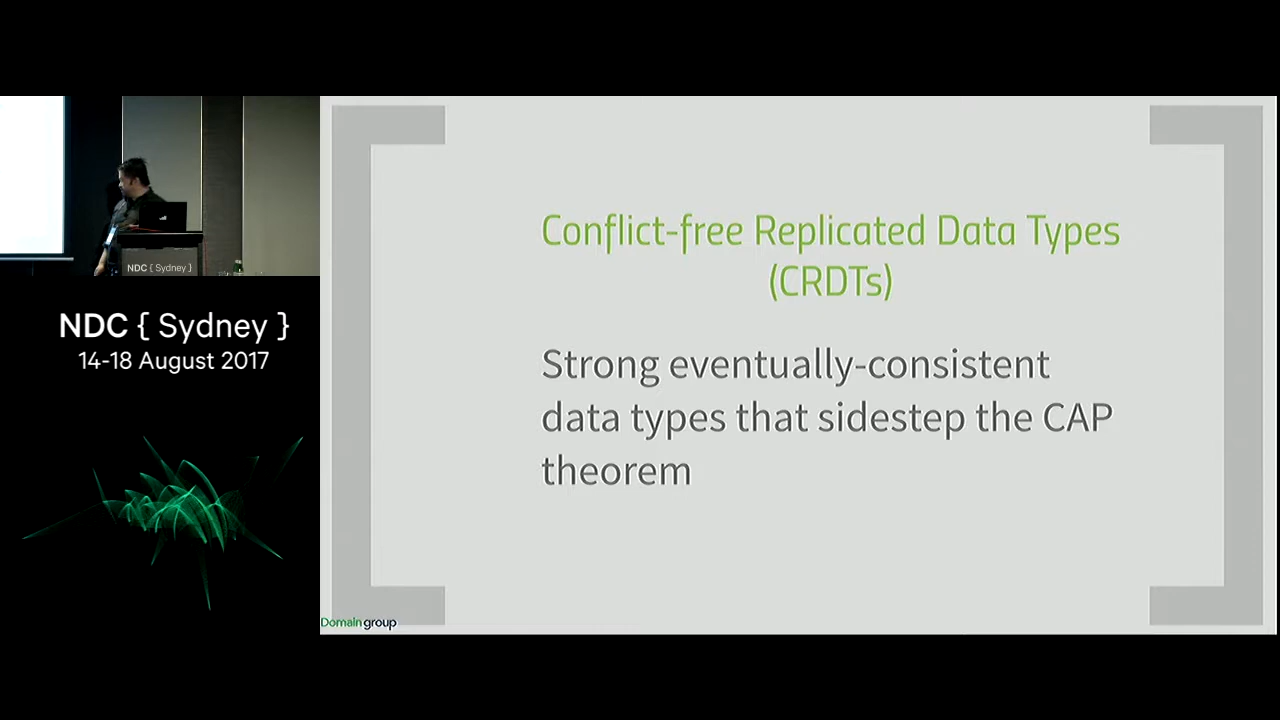 NDC { Sydney }
NDC { Sydney }
14-18 August 2017
Conflict-free Replicated Data Types
(CRDTs)
Strong eventually-consistent
data types that sidestep the CAP
theorem
Domain group